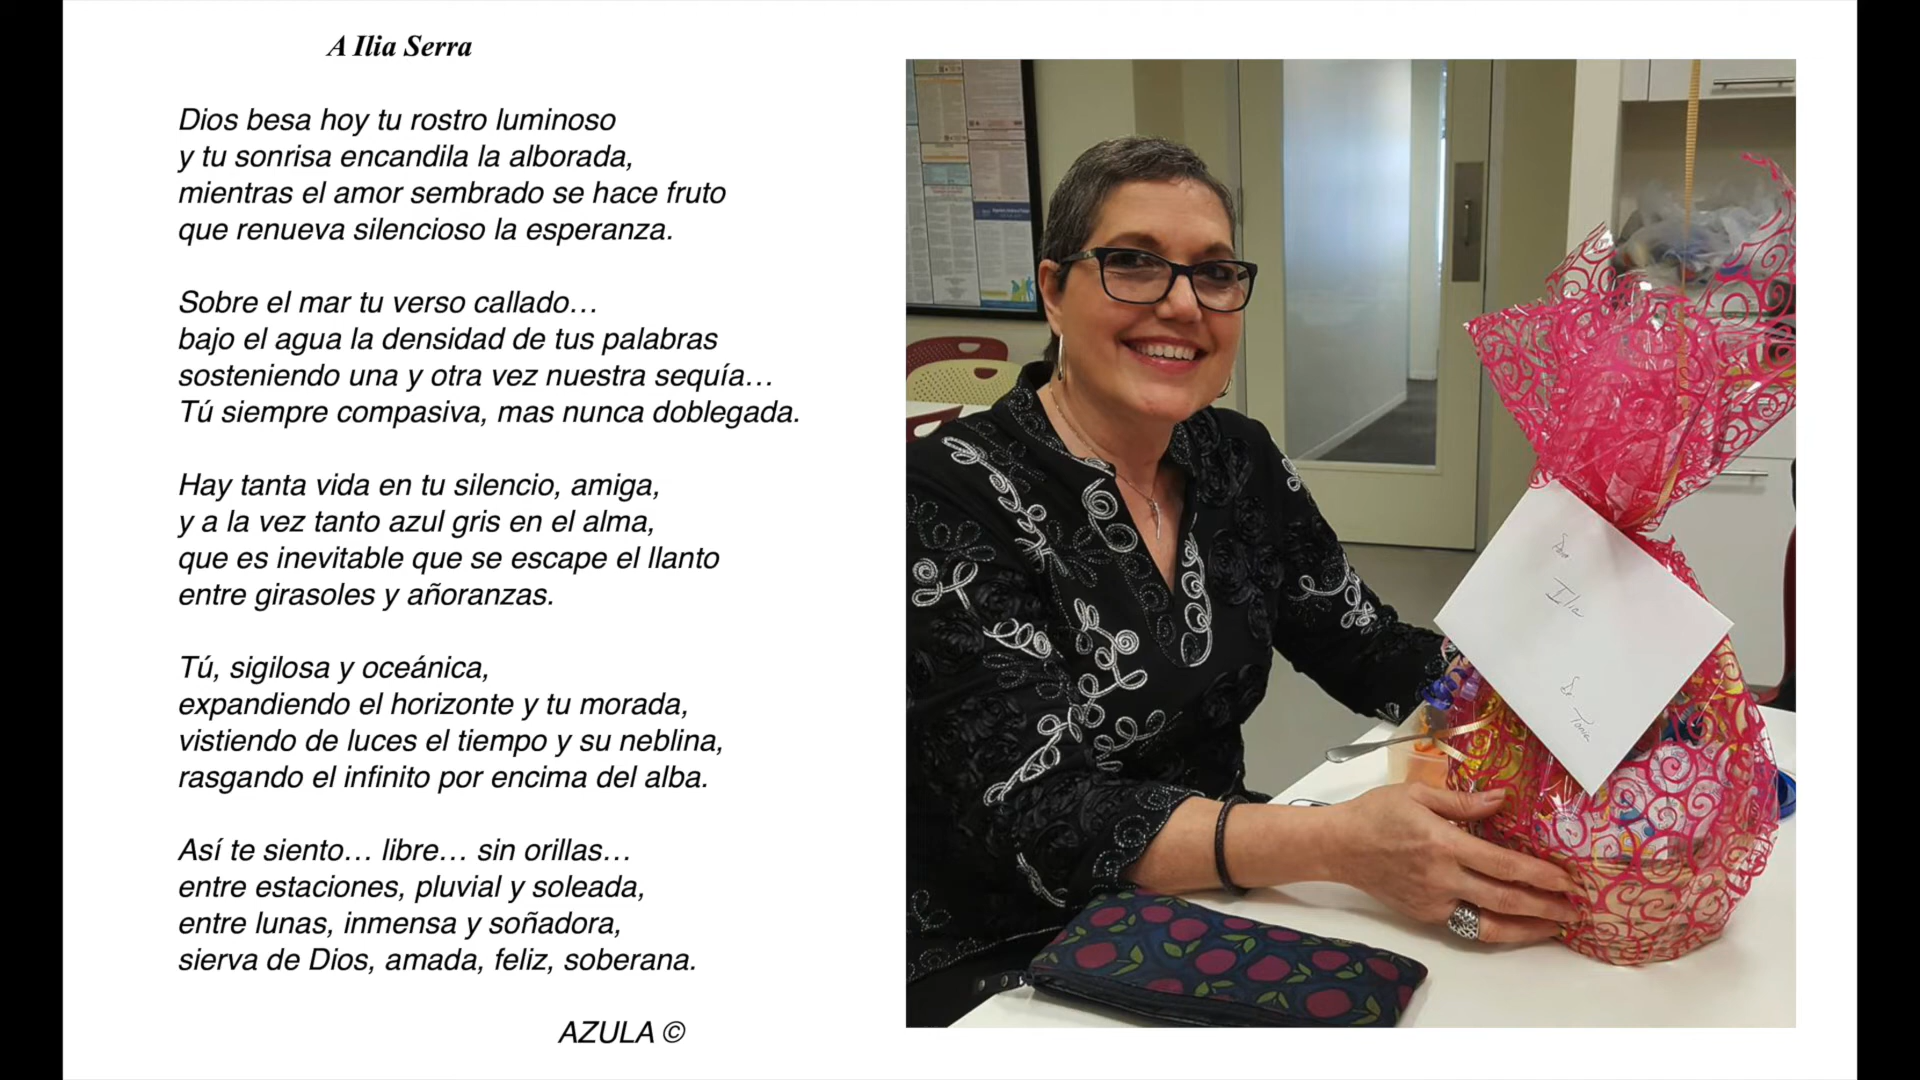 A Ilia Serra
Dios besa hoy tu rostro luminoso
y tu sonrisa encandila la alborada,
mientras el amor sembrado se hace fruto
que renueva silencioso la esperanza.
Sobre el mar tu verso callado…
bajo el agua la densidad de tus palabras
sosteniendo una y otra vez nuestra sequía…
Tú siempre compasiva, mas nunca doblegada.
Hay tanta vida en tu silencio, amiga,
y a la vez tanto azul gris en el alma,
que es inevitable que se escape el llanto
entre girasoles y añoranzas.
Tú, sigilosa y oceánica,
expandiendo el horizonte y tu morada,
vistiendo de luces el tiempo y su neblina,
rasgando el infinito por encima del alba.
Así te siento… libre… sin orillas…
entre estaciones, pluvial y soleada,
entre lunas, inmensa y soñadora,
sierva de Dios, amada, feliz, soberana.
AZULA ©
Para
Ilia
De
Tania